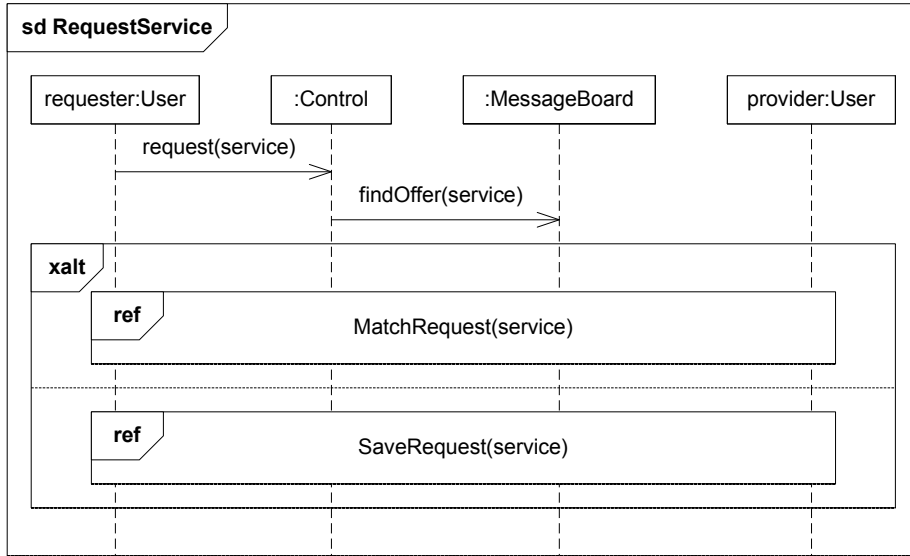 sd RequestService
requester:User
:Control
:MessageBoard
provider:User
request(service)
findOffer(service)
xalt
ref
MatchRequest(service)
ref
SaveRequest(service)